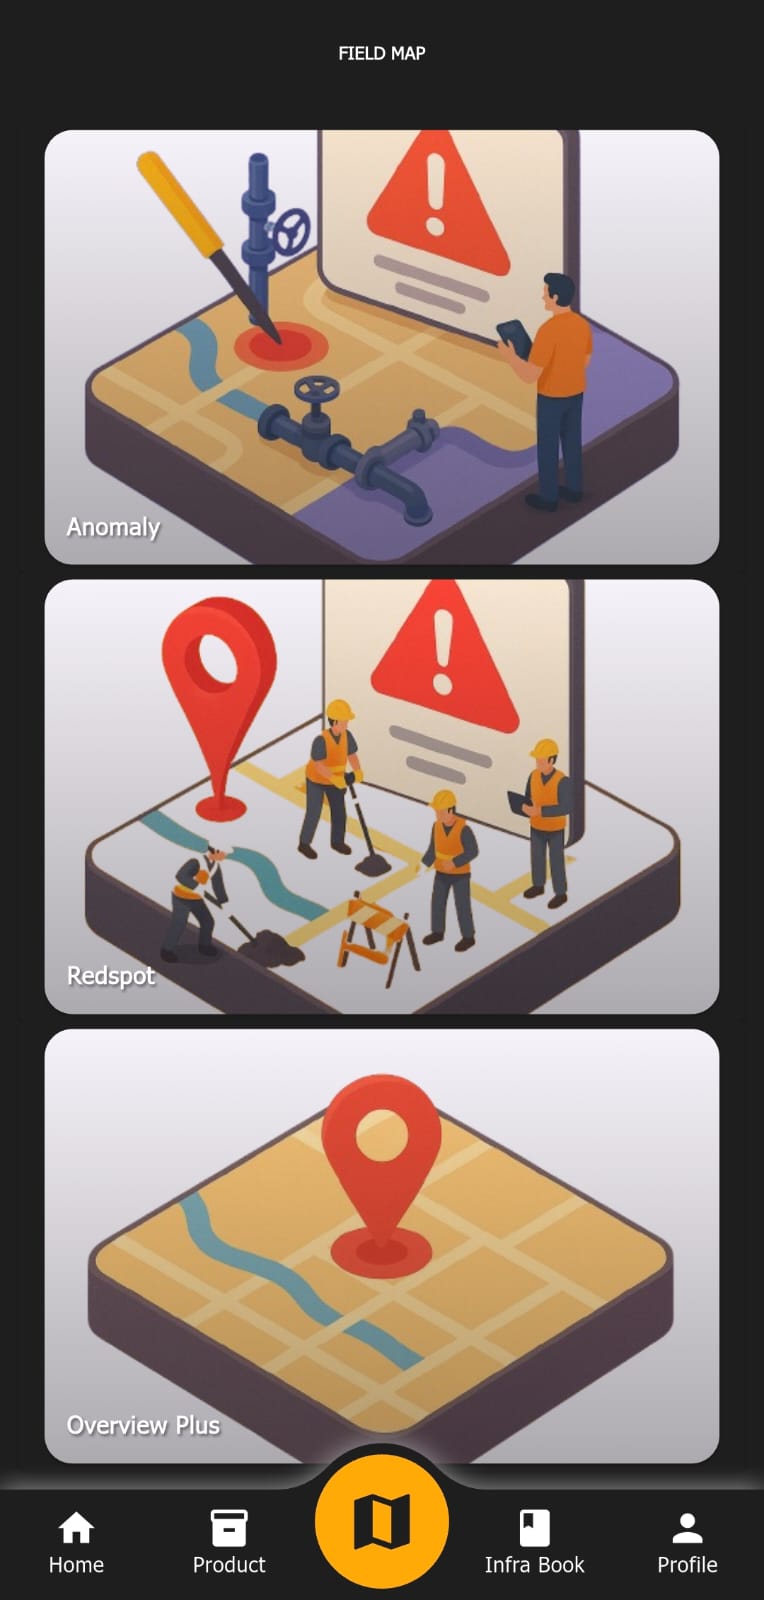 FIELD MAP
Anomaly
Redspot
Overview Plus
Home
Product
Infra Book
Profile